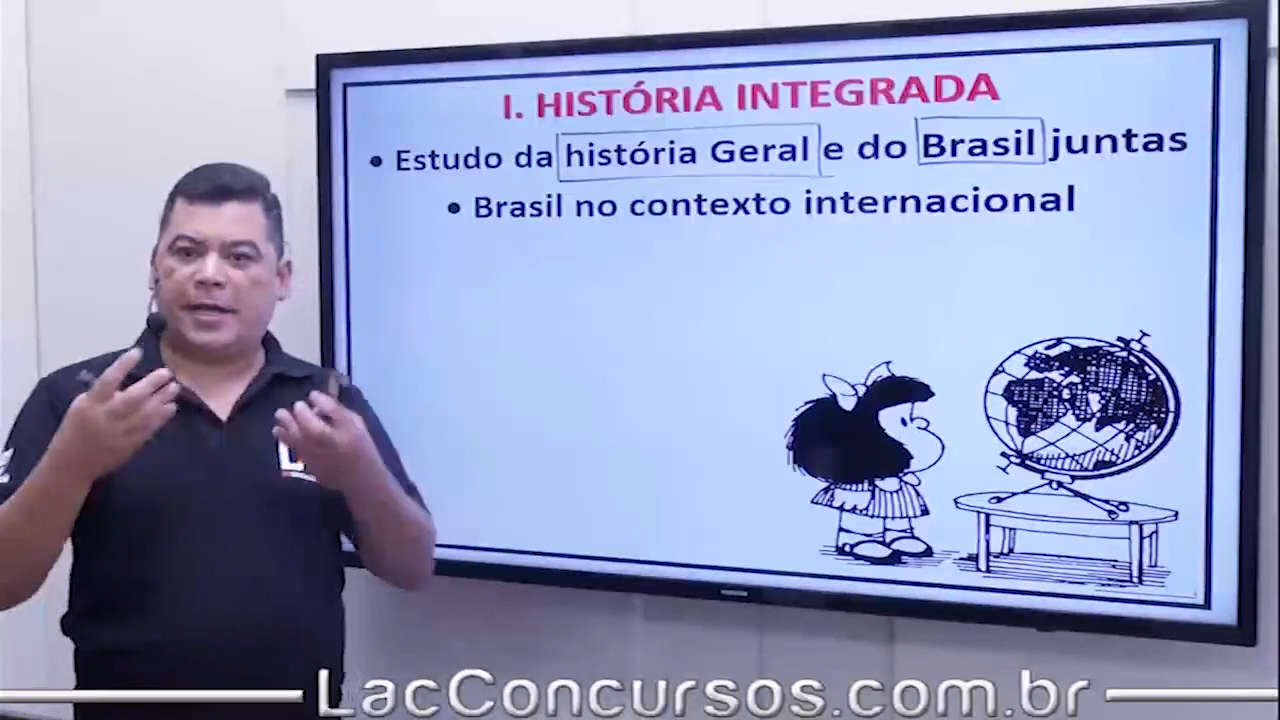 I. HISTÓRIA INTEGRADA
• Estudo da história Geral e do Brasil juntas
• Brasil no contexto internacional
LacConcursos.com.br